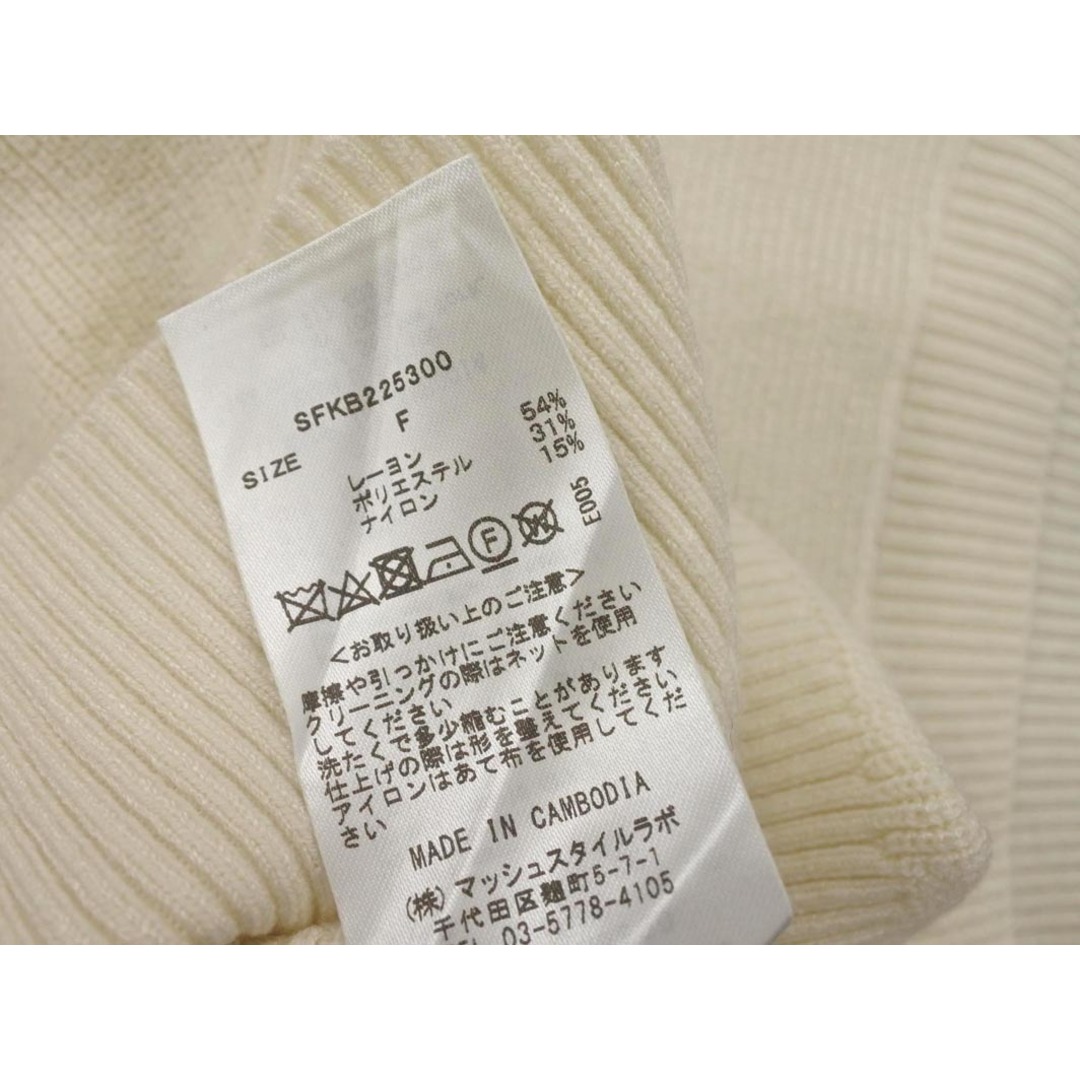 SFKB225300
SIZE F
レーヨン 54%
ポリエステル 31%
ナイロン 15%
F W E005
<お取り扱い上のご注意>
摩擦や引っかけにご注意ください
クリーニングの際はネットを使用
してください
洗たくで多少縮むことがあります
仕上げの際は形を整えてください
アイロンはあて布を使用してくだ
さい
MADE IN CAMBODIA
(株)マッシュスタイルラボ
千代田区麹町5-7-1
TEL 03-5778-4105